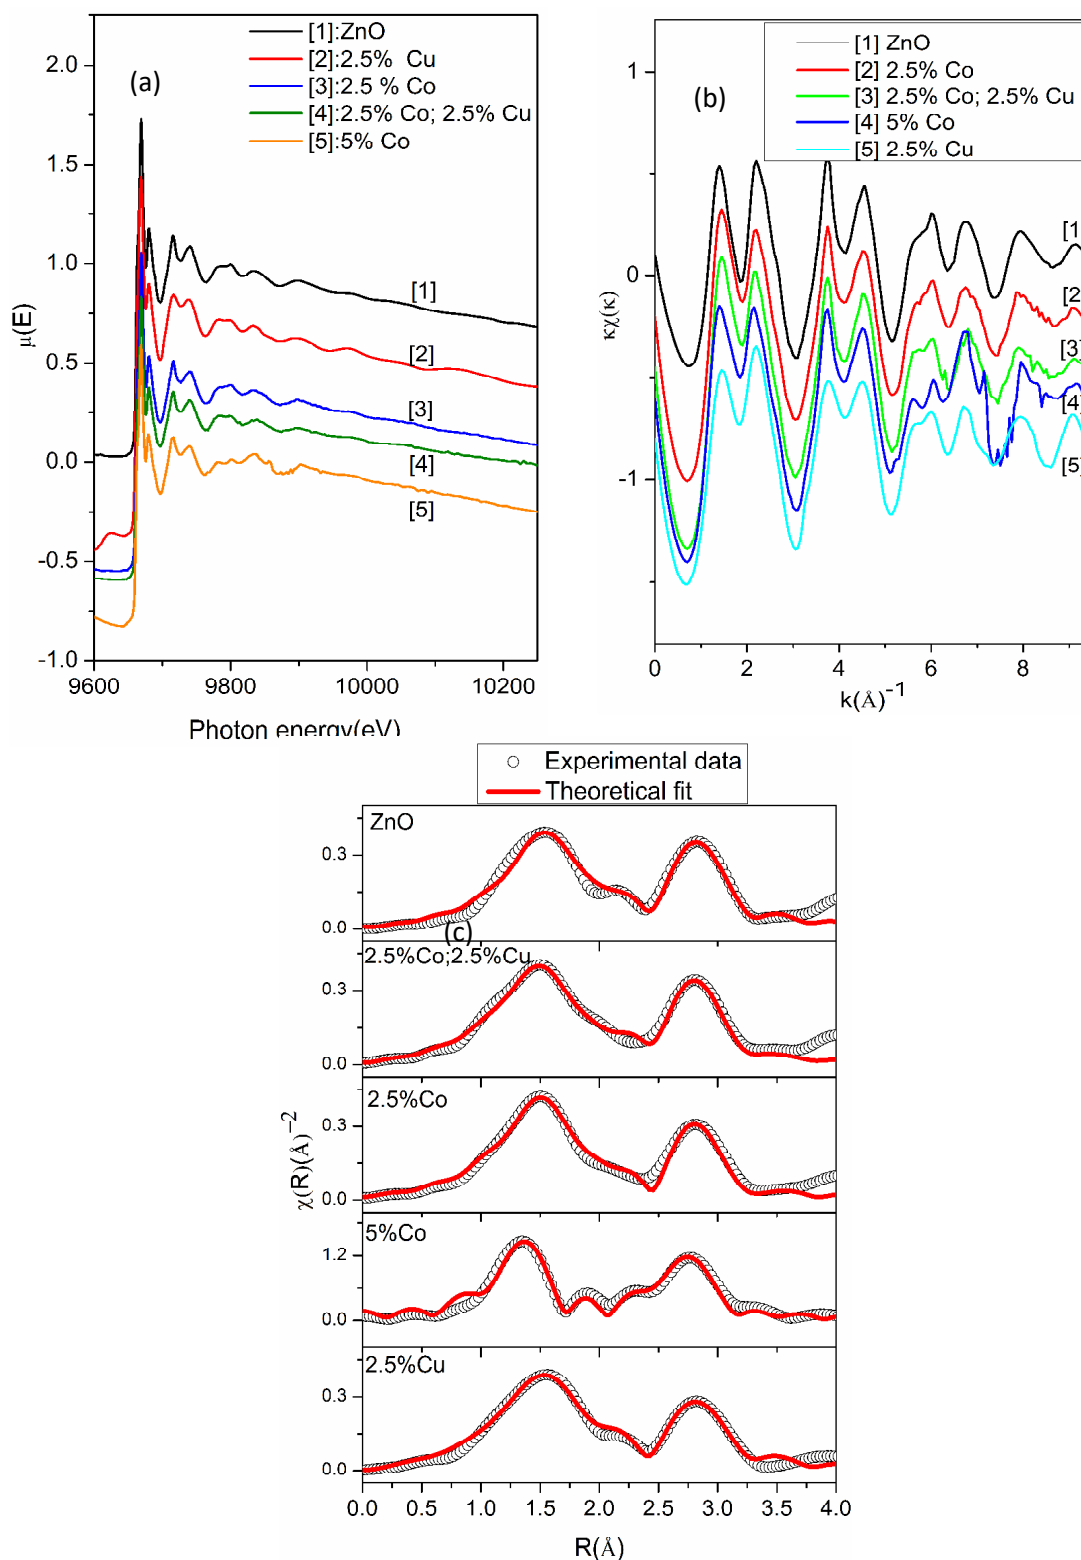 [1]:ZnO
[2]:2.5% Cu
[3]:2.5 % Co
[4]:2.5% Co; 2.5% Cu
[5]:5% Co
(a)
2.0
1.5
1.0
0.5
0.0
-0.5
-1.0
μ(E)
[1]
[2]
[3]
[4]
[5]
9600
9800
10000
10200
Photon energy(eV)
[1] ZnO
[2] 2.5% Co
[3] 2.5% Co; 2.5% Cu
[4] 5% Co
[5] 2.5% Cu
(b)
1
0
-1
κχ(κ)
[1]
[2]
[3]
[4]
[5]
0
2
4
6
8
k(Å)⁻¹
Experimental data
Theoretical fit
ZnO
0.3
0.0
(c)
2.5%Co;2.5%Cu
0.3
0.0
2.5%Co
0.3
0.0
χ(R)(Å)⁻²
5%Co
1.2
0.0
2.5%Cu
0.3
0.0
0.0 0.5 1.0 1.5 2.0 2.5 3.0 3.5 4.0
R(Å)